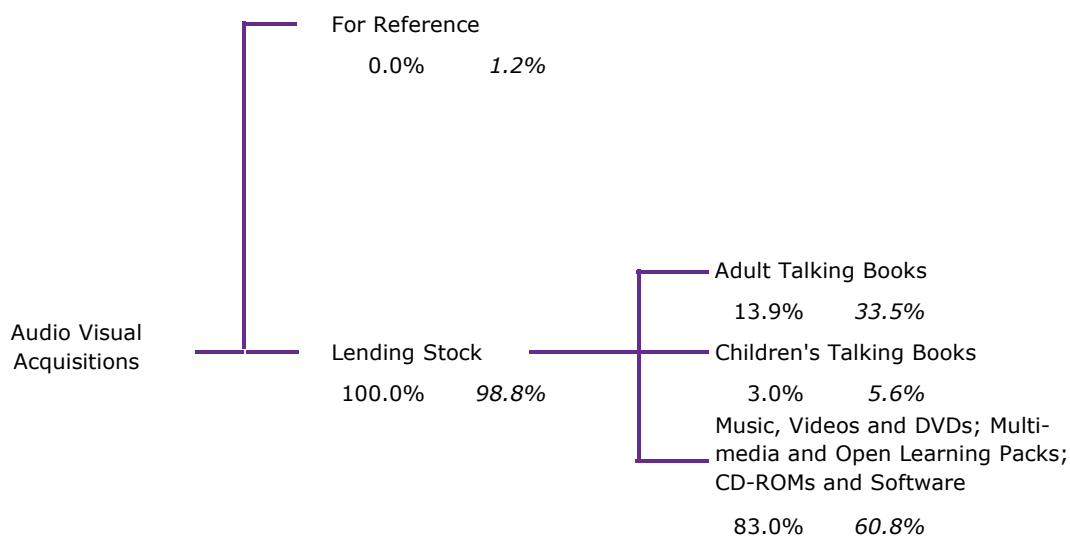 For Reference
0.0% 1.2%
Audio Visual
Acquisitions
Lending Stock
100.0% 98.8%
Adult Talking Books
13.9% 33.5%
Children's Talking Books
3.0% 5.6%
Music, Videos and DVDs; Multi-
media and Open Learning Packs;
CD-ROMs and Software
83.0% 60.8%